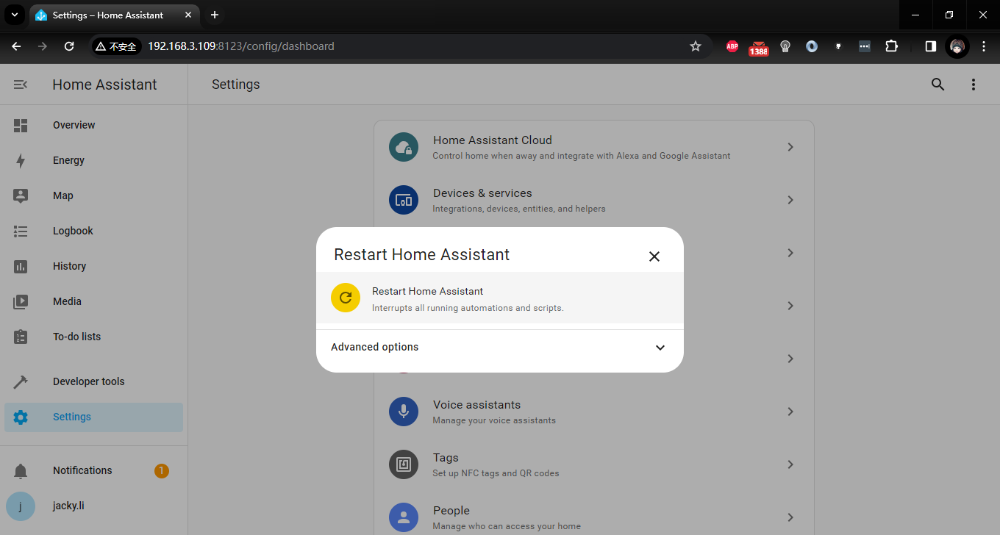 Settings – Home Assistant
不安全
192.168.3.109:8123/config/dashboard
ABP
1388
Home Assistant
Settings
Overview
Energy
Map
Logbook
History
Media
To-do lists
Developer tools
Settings
Notifications
1
j
jacky.li
Home Assistant Cloud
Control home when away and integrate with Alexa and Google Assistant
Devices & services
Integrations, devices, entities, and helpers
Restart Home Assistant
Restart Home Assistant
Interrupts all running automations and scripts.
Advanced options
Voice assistants
Manage your voice assistants
Tags
Set up NFC tags and QR codes
People
Manage who can access your home